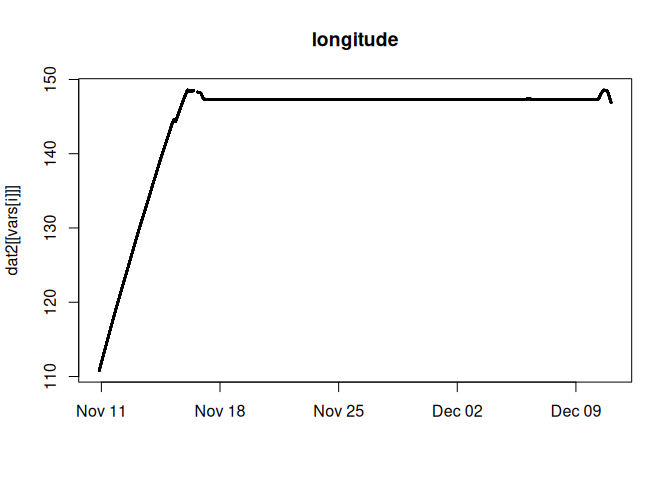 longitude
dat2[[vars[i]]]
150
140
130
120
110
Nov 11
Nov 18
Nov 25
Dec 02
Dec 09